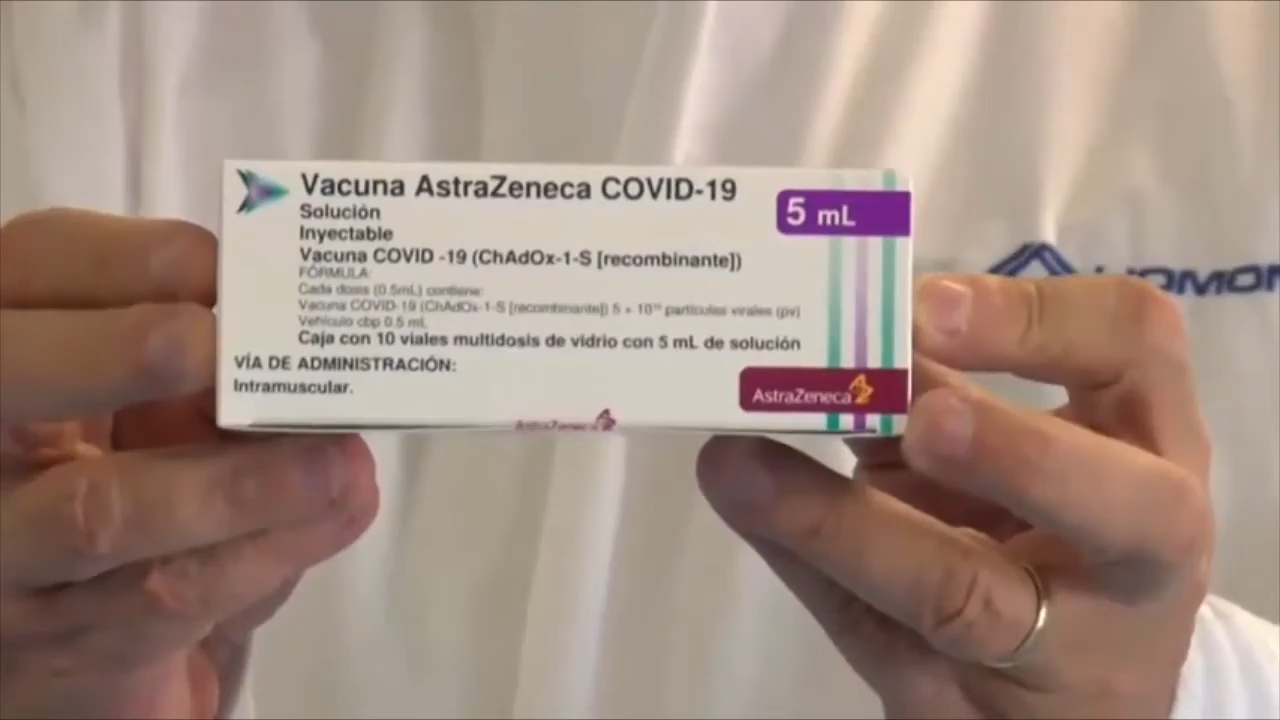 Vacuna AstraZeneca COVID-19
5 mL
Solución
Inyectable
Vacuna COVID -19 (ChAdOx-1-S [recombinante])
FÓRMULA:
Cada dosis (0.5mL) contiene:
Vacuna COVID-19 (ChAdOx-1-S [recombinante]) 5 × 10¹⁰ partículas virales (pv)
Vehículo cbp 0.5 mL
Caja con 10 viales multidosis de vidrio con 5 mL de solución
VÍA DE ADMINISTRACIÓN:
Intramuscular.
AstraZeneca
AstraZeneca